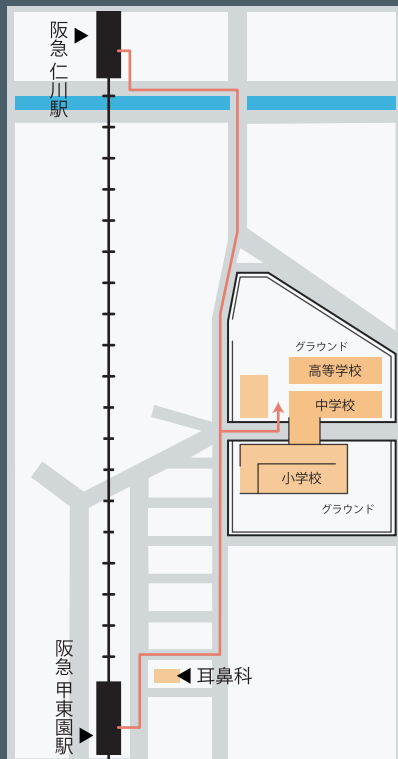 阪急 仁川駅
グラウンド
高等学校
中学校
小学校
グラウンド
阪急 甲東園駅
耳鼻科